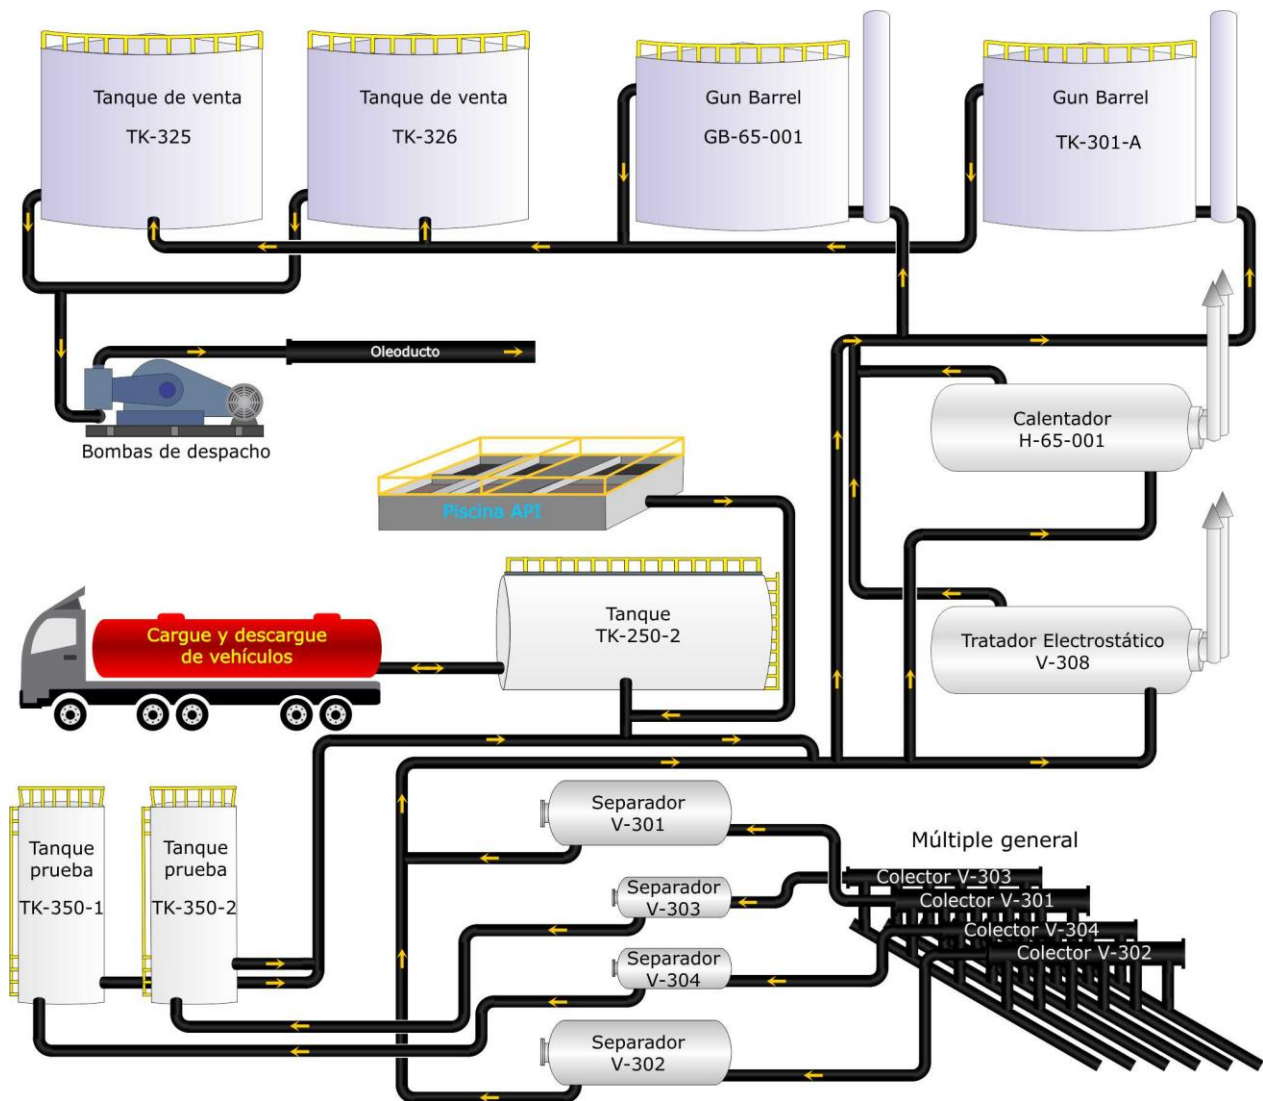 Tanque de venta
TK-325
Tanque de venta
TK-326
Gun Barrel
GB-65-001
Gun Barrel
TK-301-A
Oleoducto
Bombas de despacho
Calentador
H-65-001
Piscina API
Tanque
TK-250-2
Cargue y descargue
de vehículos
Tratador Electrostático
V-308
Tanque
prueba
TK-350-1
Tanque
prueba
TK-350-2
Separador
V-301
Separador
V-303
Separador
V-304
Separador
V-302
Múltiple general
Colector V-303
Colector V-301
Colector V-304
Colector V-302